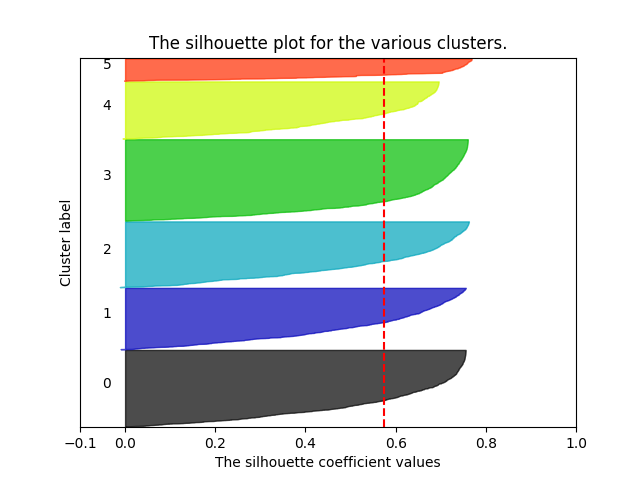 The silhouette plot for the various clusters.
5
4
3
2
1
0
Cluster label
−0.1 0.0 0.2 0.4 0.6 0.8 1.0
The silhouette coefficient values